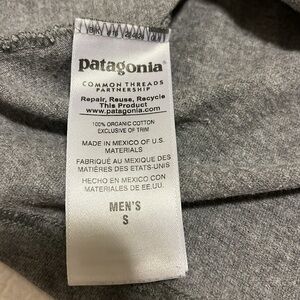 patagonia®
COMMON THREADS
PARTNERSHIP
Repair, Reuse, Recycle
This Product
www.patagonia.com
100% ORGANIC COTTON
EXCLUSIVE OF TRIM
MADE IN MEXICO OF U.S.
MATERIALS
FABRIQUÉ AU MEXIQUE DES
MATIÈRES DES ÉTATS-UNIS
HECHO EN MEXICO CON
MATERIALES DE EE.UU.
MEN'S
S